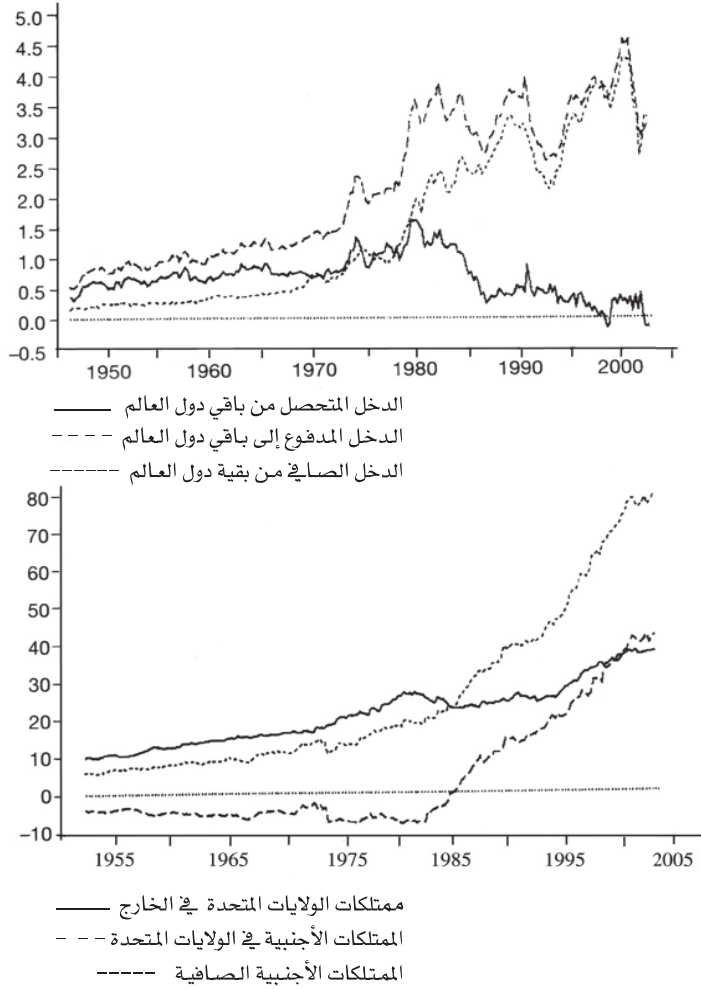 5.0
4.5
4.0
3.5
3.0
2.5
2.0
1.5
1.0
0.5
0.0
–0.5
1950 1960 1970 1980 1990 2000
الدخل المتحصل من باقي دول العالم
الدخل المدفوع إلى باقي دول العالم
الدخل الصافي من بقية دول العالم
80
70
60
50
40
30
20
10
0
–10
1955 1965 1975 1985 1995 2005
ممتلكات الولايات المتحدة في الخارج
الممتلكات الأجنبية في الولايات المتحدة
الممتلكات الأجنبية الصافية